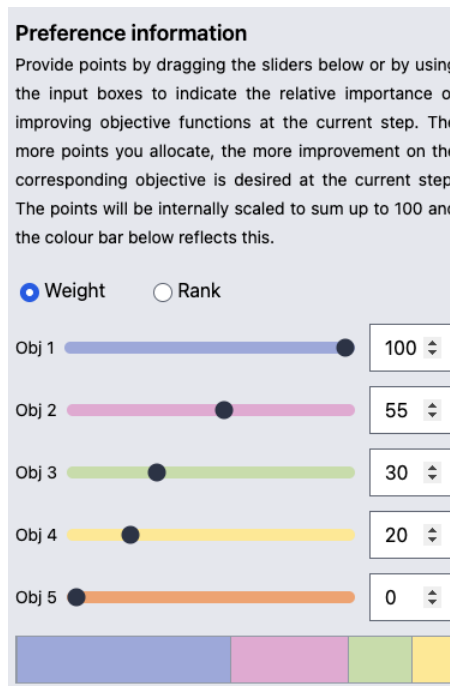 Preference information
Provide points by dragging the sliders below or by using
the input boxes to indicate the relative importance o
improving objective functions at the current step. The
more points you allocate, the more improvement on the
corresponding objective is desired at the current step
The points will be internally scaled to sum up to 100 and
the colour bar below reflects this.
Weight Rank
Obj 1 100
Obj 2 55
Obj 3 30
Obj 4 20
Obj 5 0